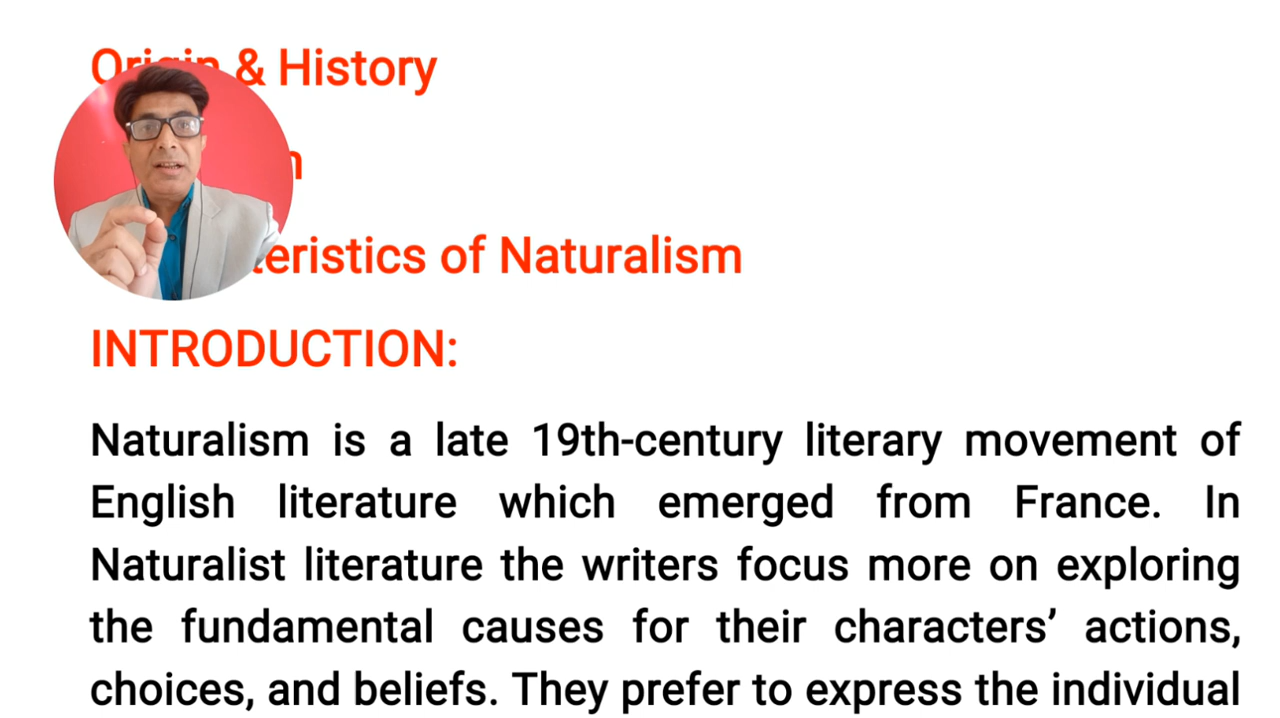 Origin & History
teristics of Naturalism
INTRODUCTION:
Naturalism is a late 19th-century literary movement of
English literature which emerged from France. In
Naturalist literature the writers focus more on exploring
the fundamental causes for their characters’ actions,
choices, and beliefs. They prefer to express the individual